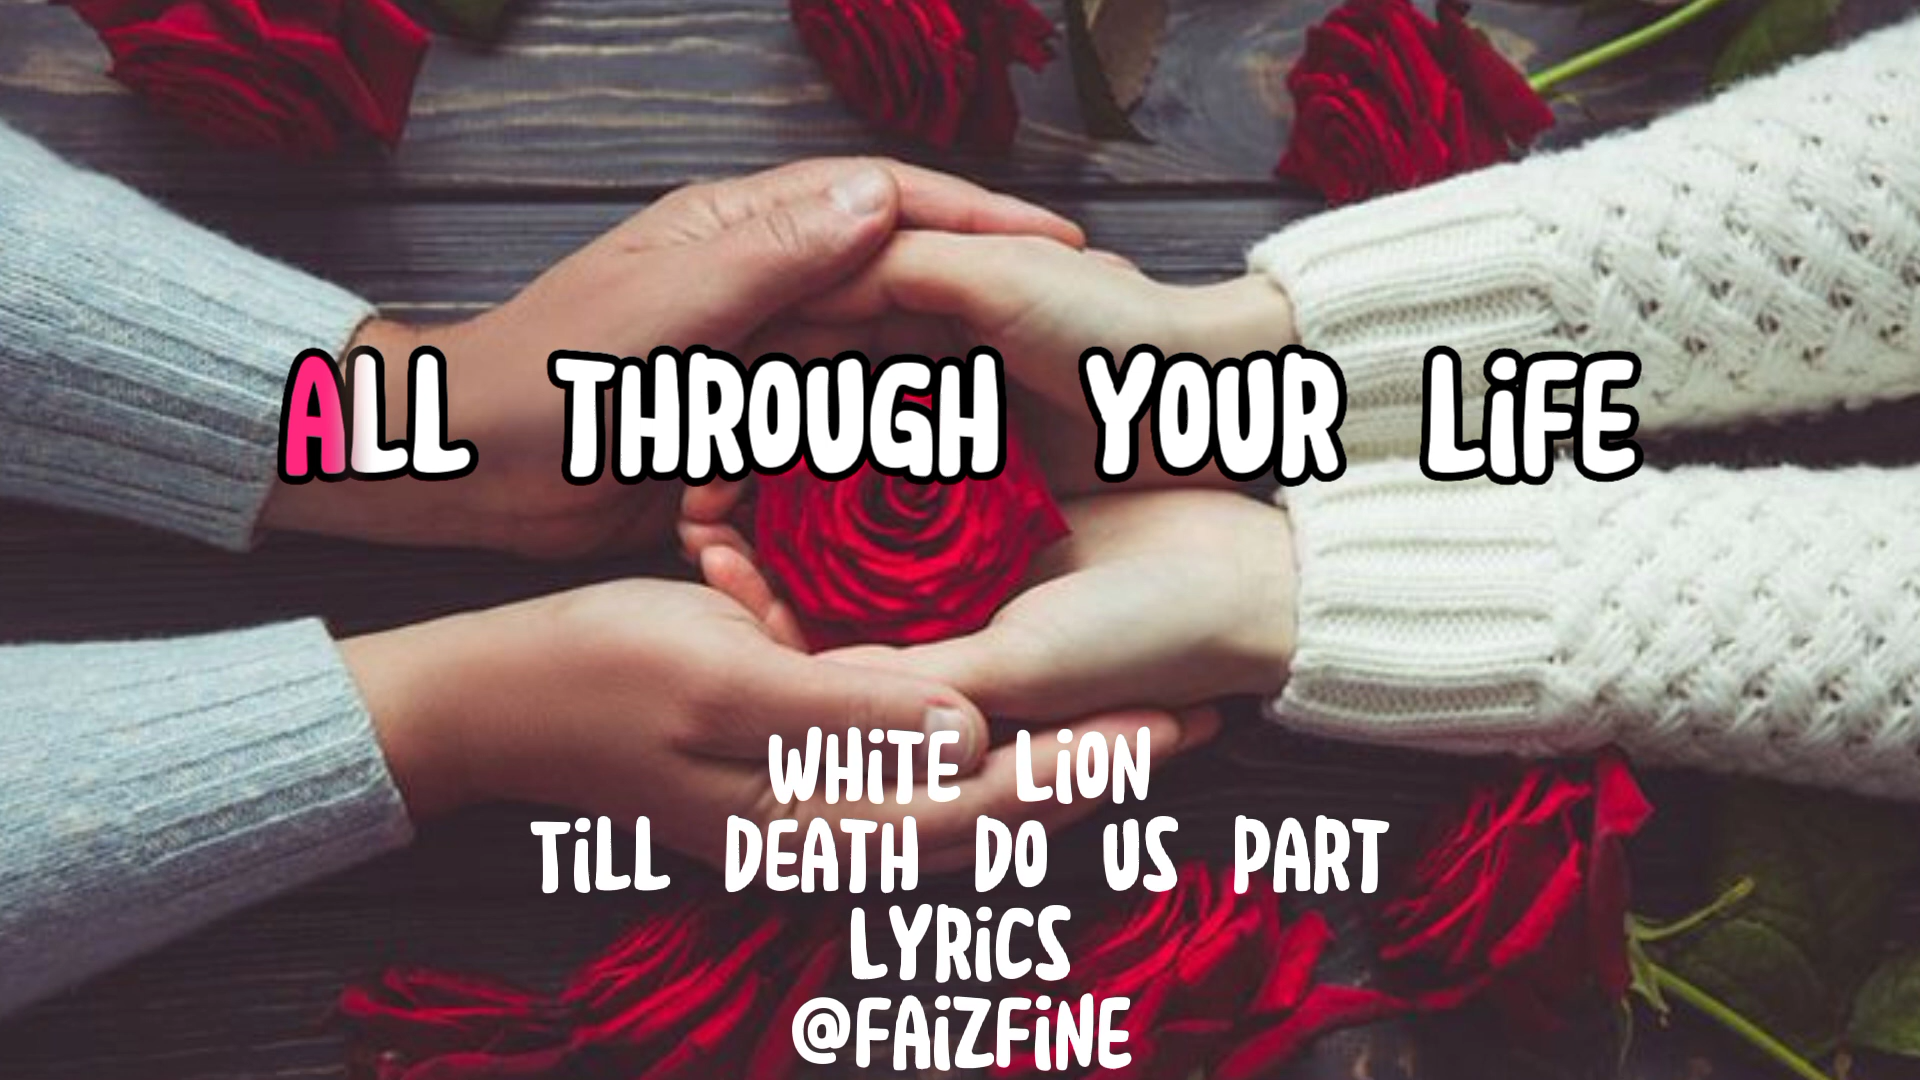 ALL THROUGH YOUR LiFE
WHiTE LiON
TiLL DEATH DO US PART
LYRiCS
@FAiZFiNE